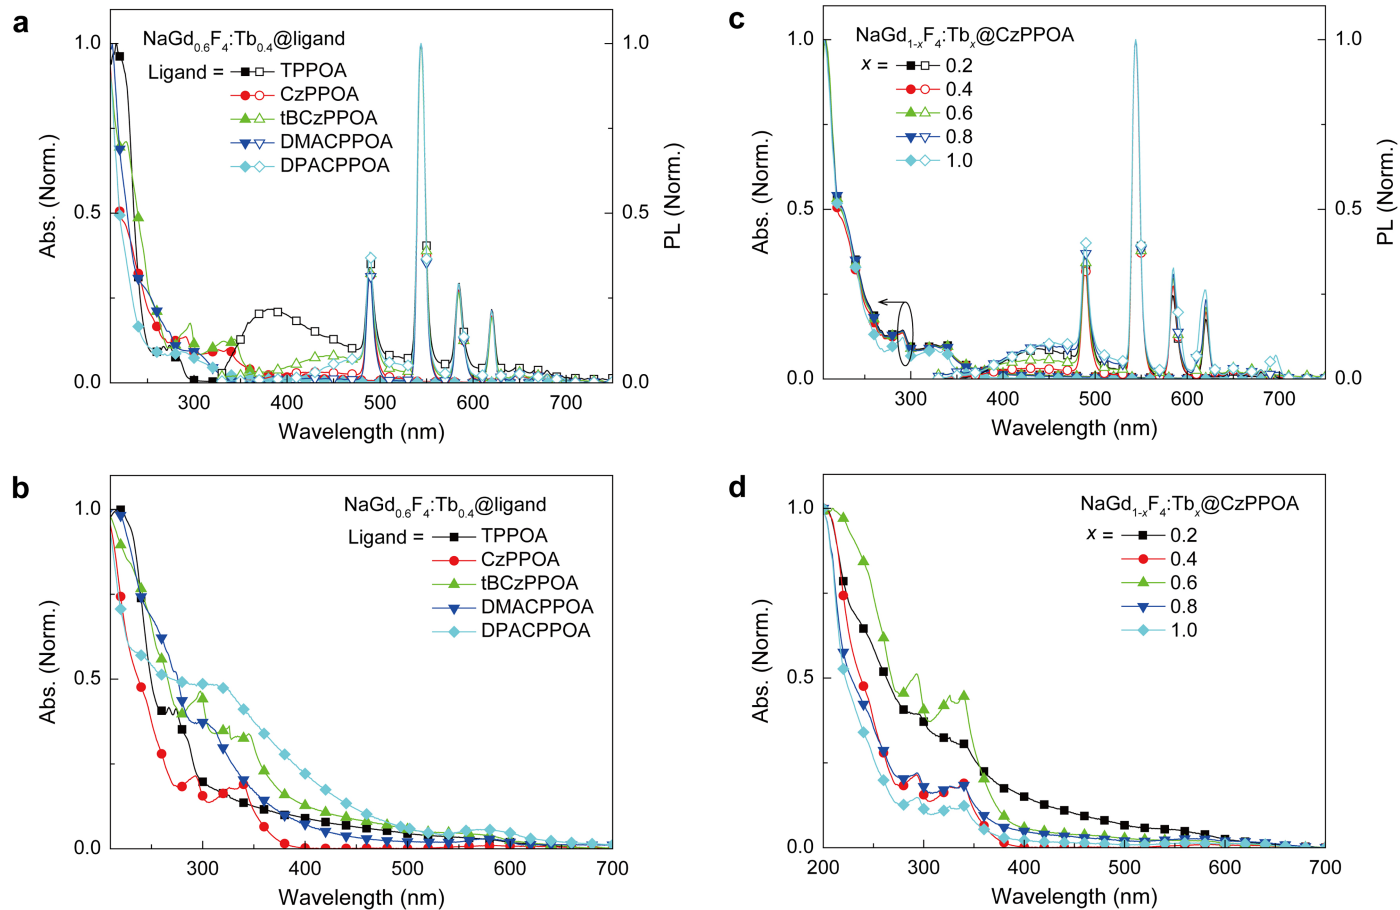 a
NaGd0.6F4:Tb0.4@ligand
Ligand =
TPPOA
CzPPOA
tBCzPPOA
DMACPPOA
DPACPPOA
1.0
0.5
0.0
Abs. (Norm.)
1.0
0.5
0.0
PL (Norm.)
300 400 500 600 700
Wavelength (nm)
c
NaGd1-xF4:Tbx@CzPPOA
x =
0.2
0.4
0.6
0.8
1.0
1.0
0.5
0.0
Abs. (Norm.)
1.0
0.5
0.0
PL (Norm.)
300 400 500 600 700
Wavelength (nm)
b
NaGd0.6F4:Tb0.4@ligand
Ligand =
TPPOA
CzPPOA
tBCzPPOA
DMACPPOA
DPACPPOA
1.0
0.5
0.0
Abs. (Norm.)
300 400 500 600 700
Wavelength (nm)
d
NaGd1-xF4:Tbx@CzPPOA
x =
0.2
0.4
0.6
0.8
1.0
1.0
0.5
0.0
Abs. (Norm.)
200 300 400 500 600 700
Wavelength (nm)